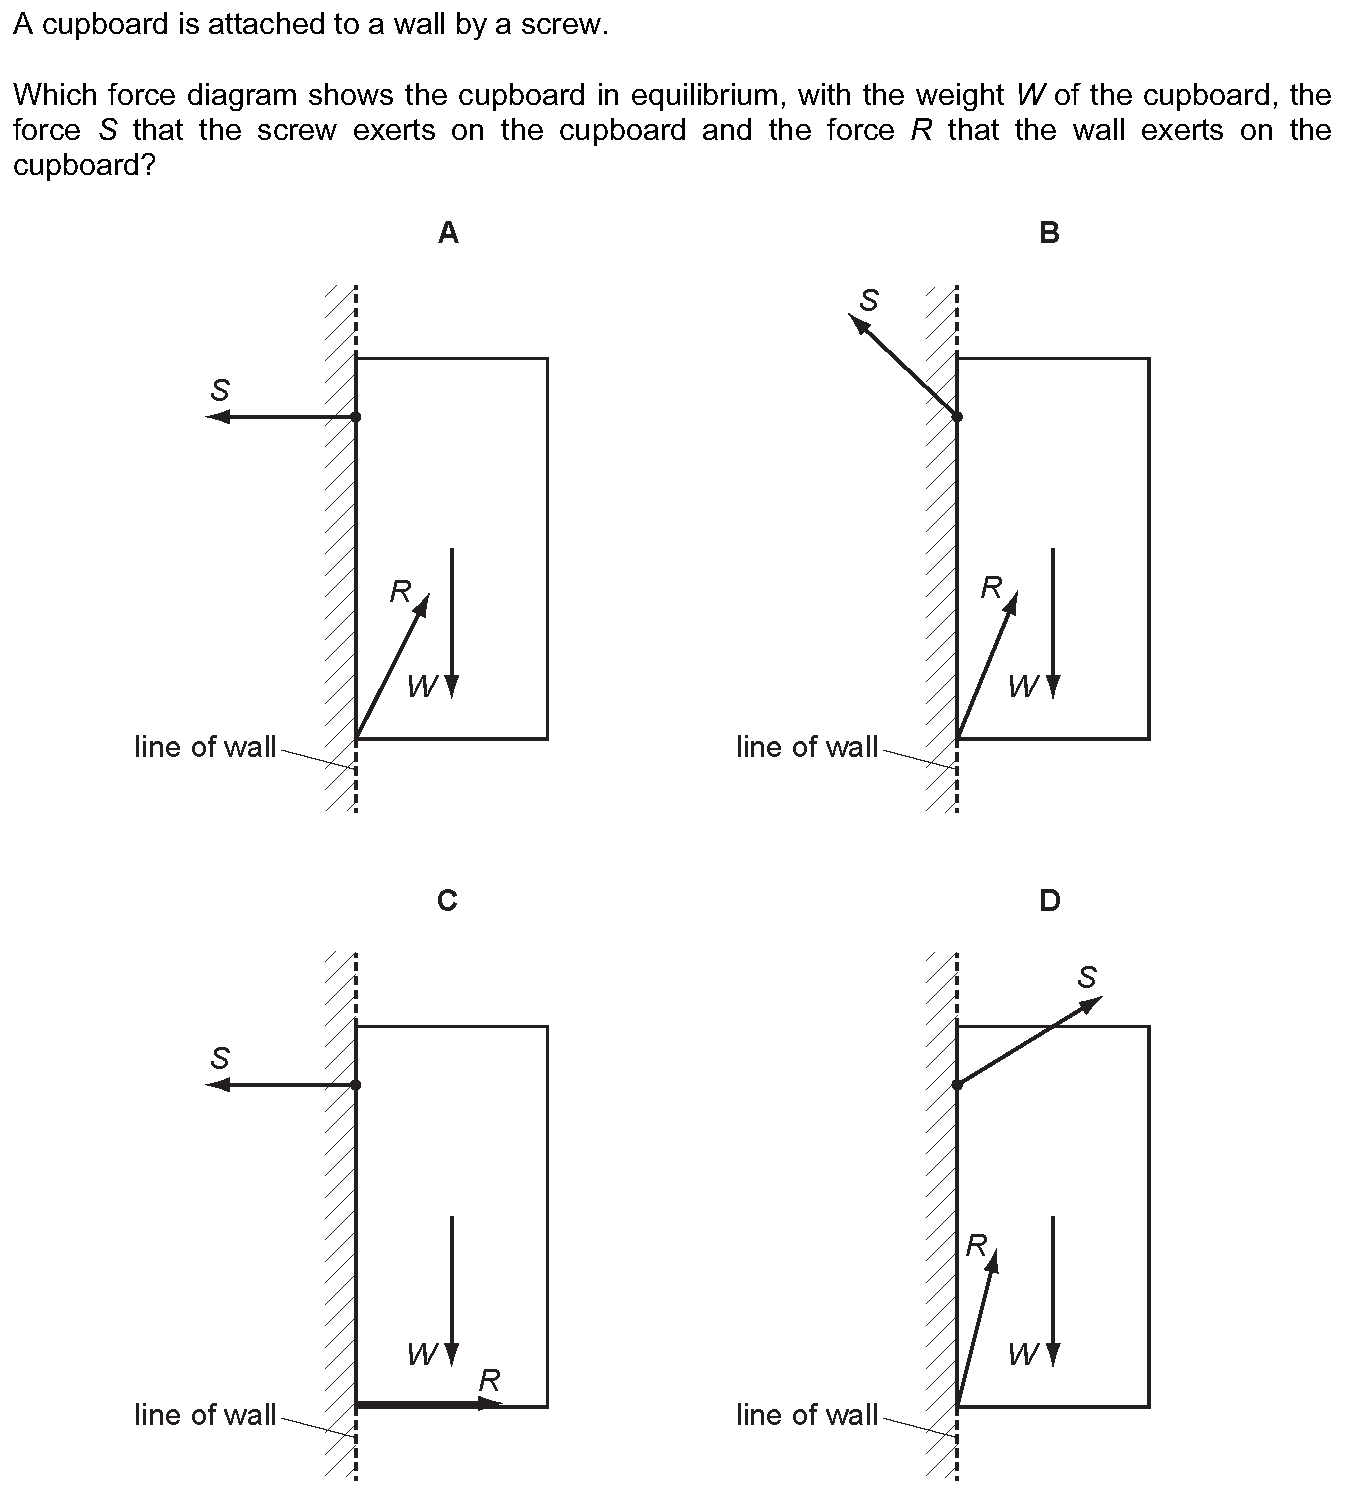 A cupboard is attached to a wall by a screw.
Which force diagram shows the cupboard in equilibrium, with the weight W of the cupboard, the
force S that the screw exerts on the cupboard and the force R that the wall exerts on the
cupboard?
A
B
S
S
R
R
W
W
line of wall
line of wall
C
D
S
S
R
W
W
R
line of wall
line of wall